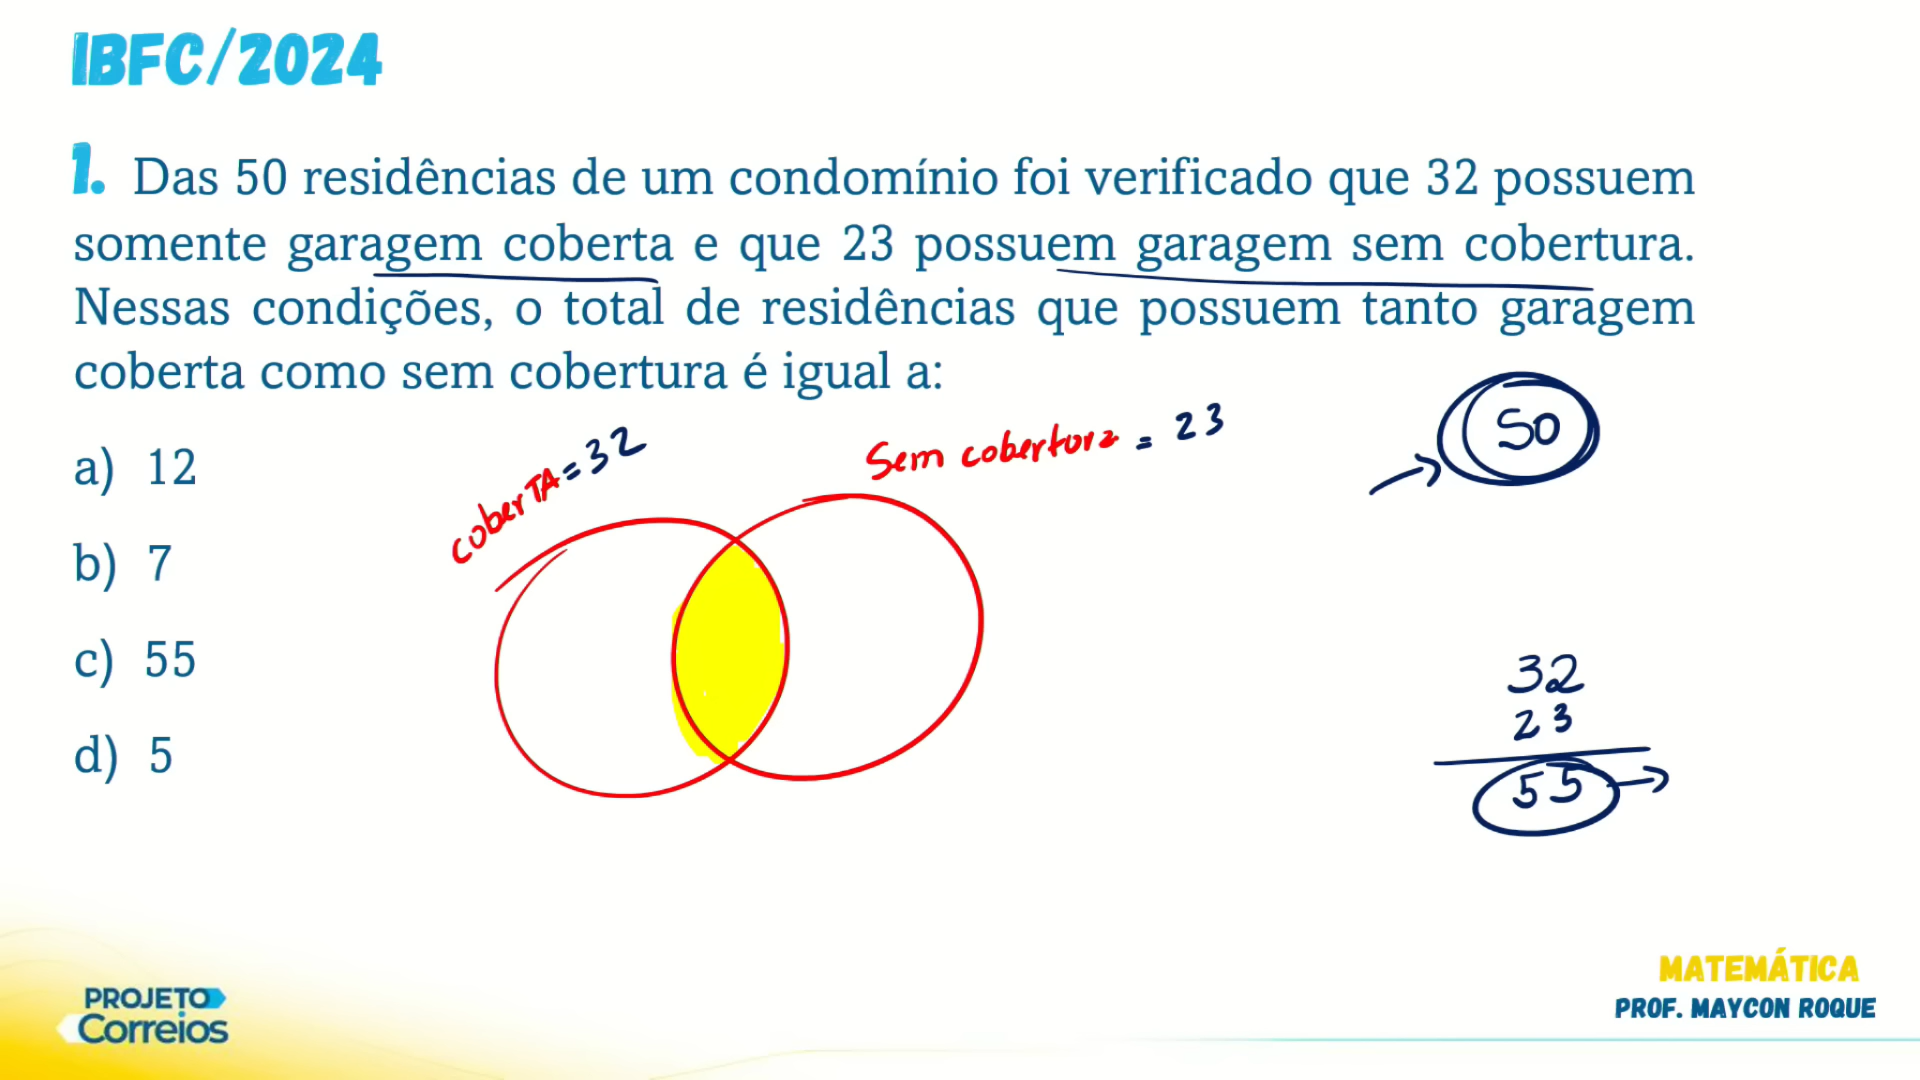 IBFC/2024
1. Das 50 residências de um condomínio foi verificado que 32 possuem
somente garagem coberta e que 23 possuem garagem sem cobertura.
Nessas condições, o total de residências que possuem tanto garagem
coberta como sem cobertura é igual a:
a) 12
b) 7
c) 55
d) 5
coberTA = 32
Sem cobertura = 23
50
32
23
55
MATEMÁTICA
PROF. MAYCON ROQUE
PROJETO
Correios